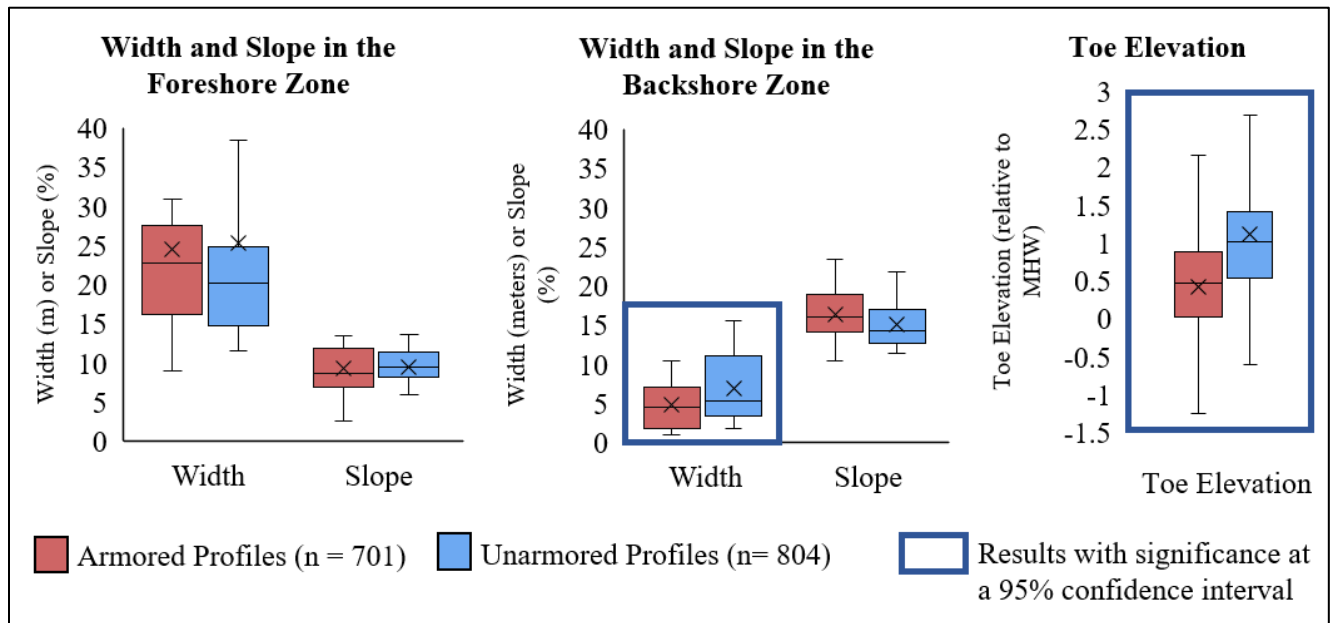 Width and Slope in the
Foreshore Zone
Width (m) or Slope (%)
40
35
30
25
20
15
10
5
0
Width
Slope
Width and Slope in the
Backshore Zone
Width (meters) or Slope
(%)
40
35
30
25
20
15
10
5
0
Width
Slope
Toe Elevation
Toe Elevation (relative to
MHW)
3
2.5
2
1.5
1
0.5
0
-0.5
-1
-1.5
Toe Elevation
Armored Profiles (n = 701)
Unarmored Profiles (n= 804)
Results with significance at
a 95% confidence interval